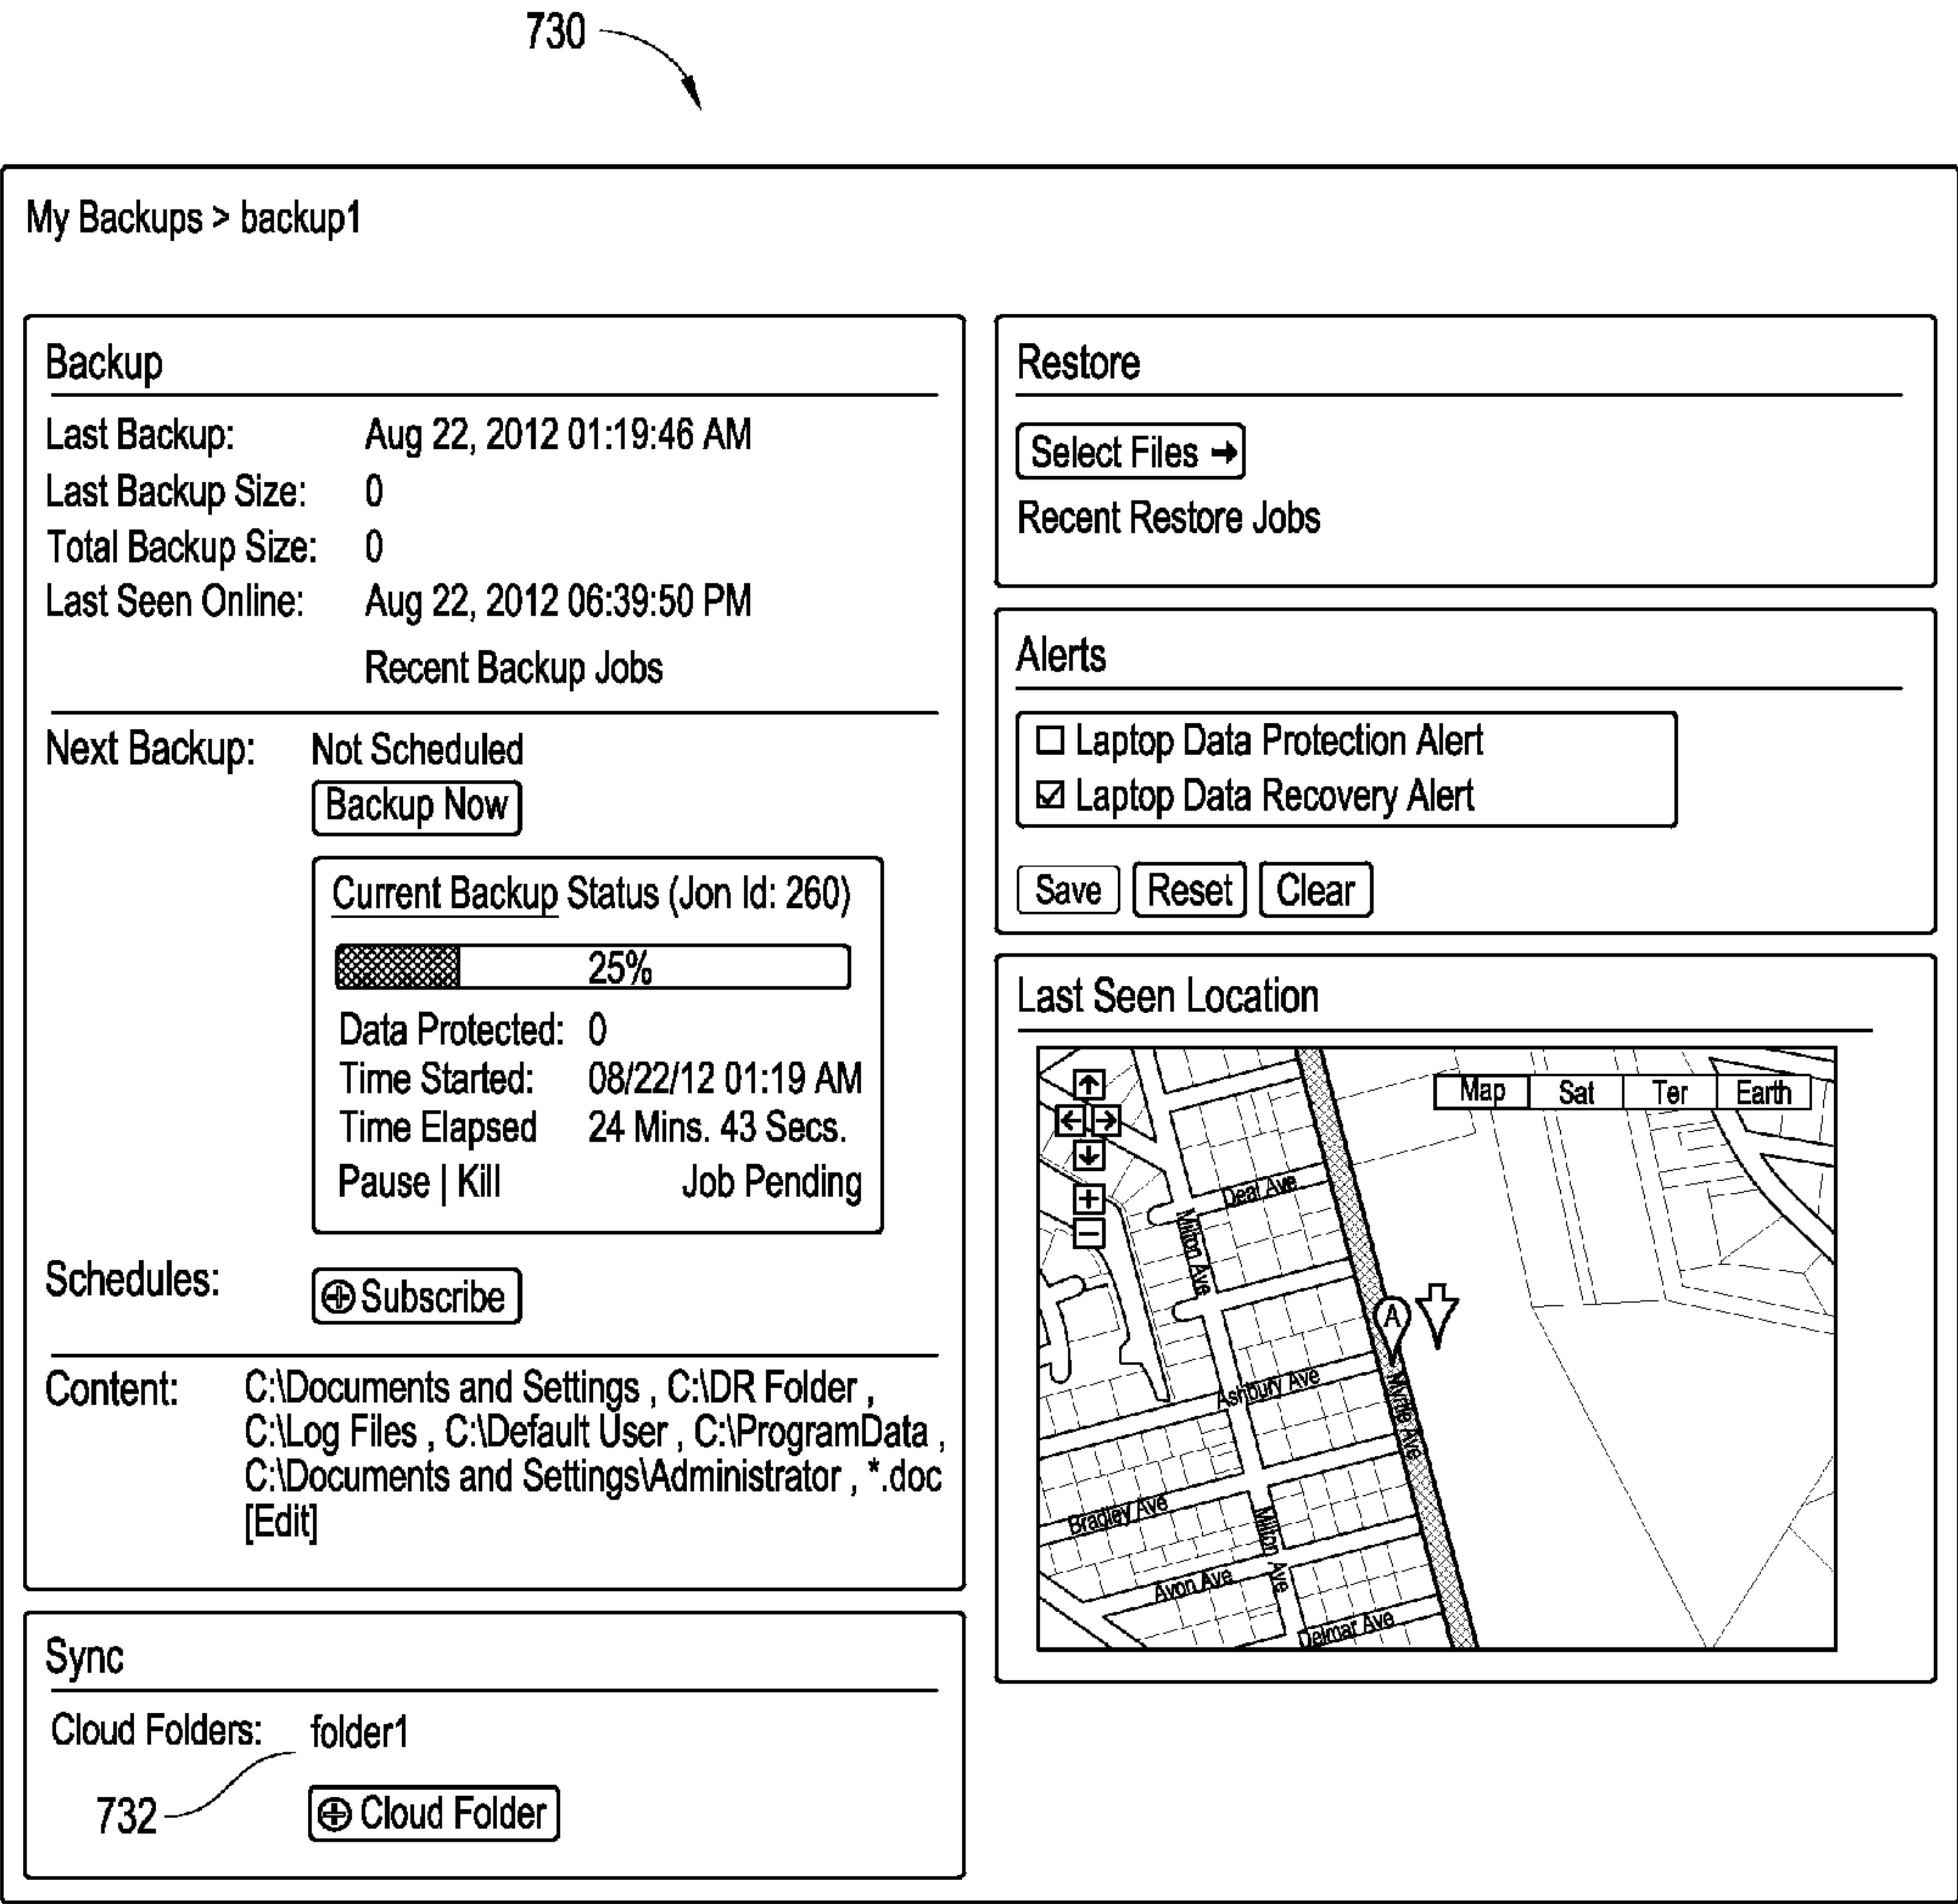 730
My Backups > backup1
Backup
Last Backup: Aug 22, 2012 01:19:46 AM
Last Backup Size: 0
Total Backup Size: 0
Last Seen Online: Aug 22, 2012 06:39:50 PM
Recent Backup Jobs
Next Backup: Not Scheduled
Backup Now
Current Backup Status (Jon Id: 260)
25%
Data Protected: 0
Time Started: 08/22/12 01:19 AM
Time Elapsed 24 Mins. 43 Secs.
Pause | Kill Job Pending
Schedules: Subscribe
Content: C:\Documents and Settings , C:\DR Folder ,
C:\Log Files , C:\Default User , C:\ProgramData ,
C:\Documents and Settings\Administrator , *.doc
[Edit]
Sync
Cloud Folders: folder1
732
Cloud Folder
Restore
Select Files →
Recent Restore Jobs
Alerts
Laptop Data Protection Alert
Laptop Data Recovery Alert
Save Reset Clear
Last Seen Location
Map Sat Ter Earth
Deal Ave
Milton Ave
A
Ashbury Ave
Myrtle Ave
Bradley Ave
Milton Ave
Avon Ave
Delmar Ave